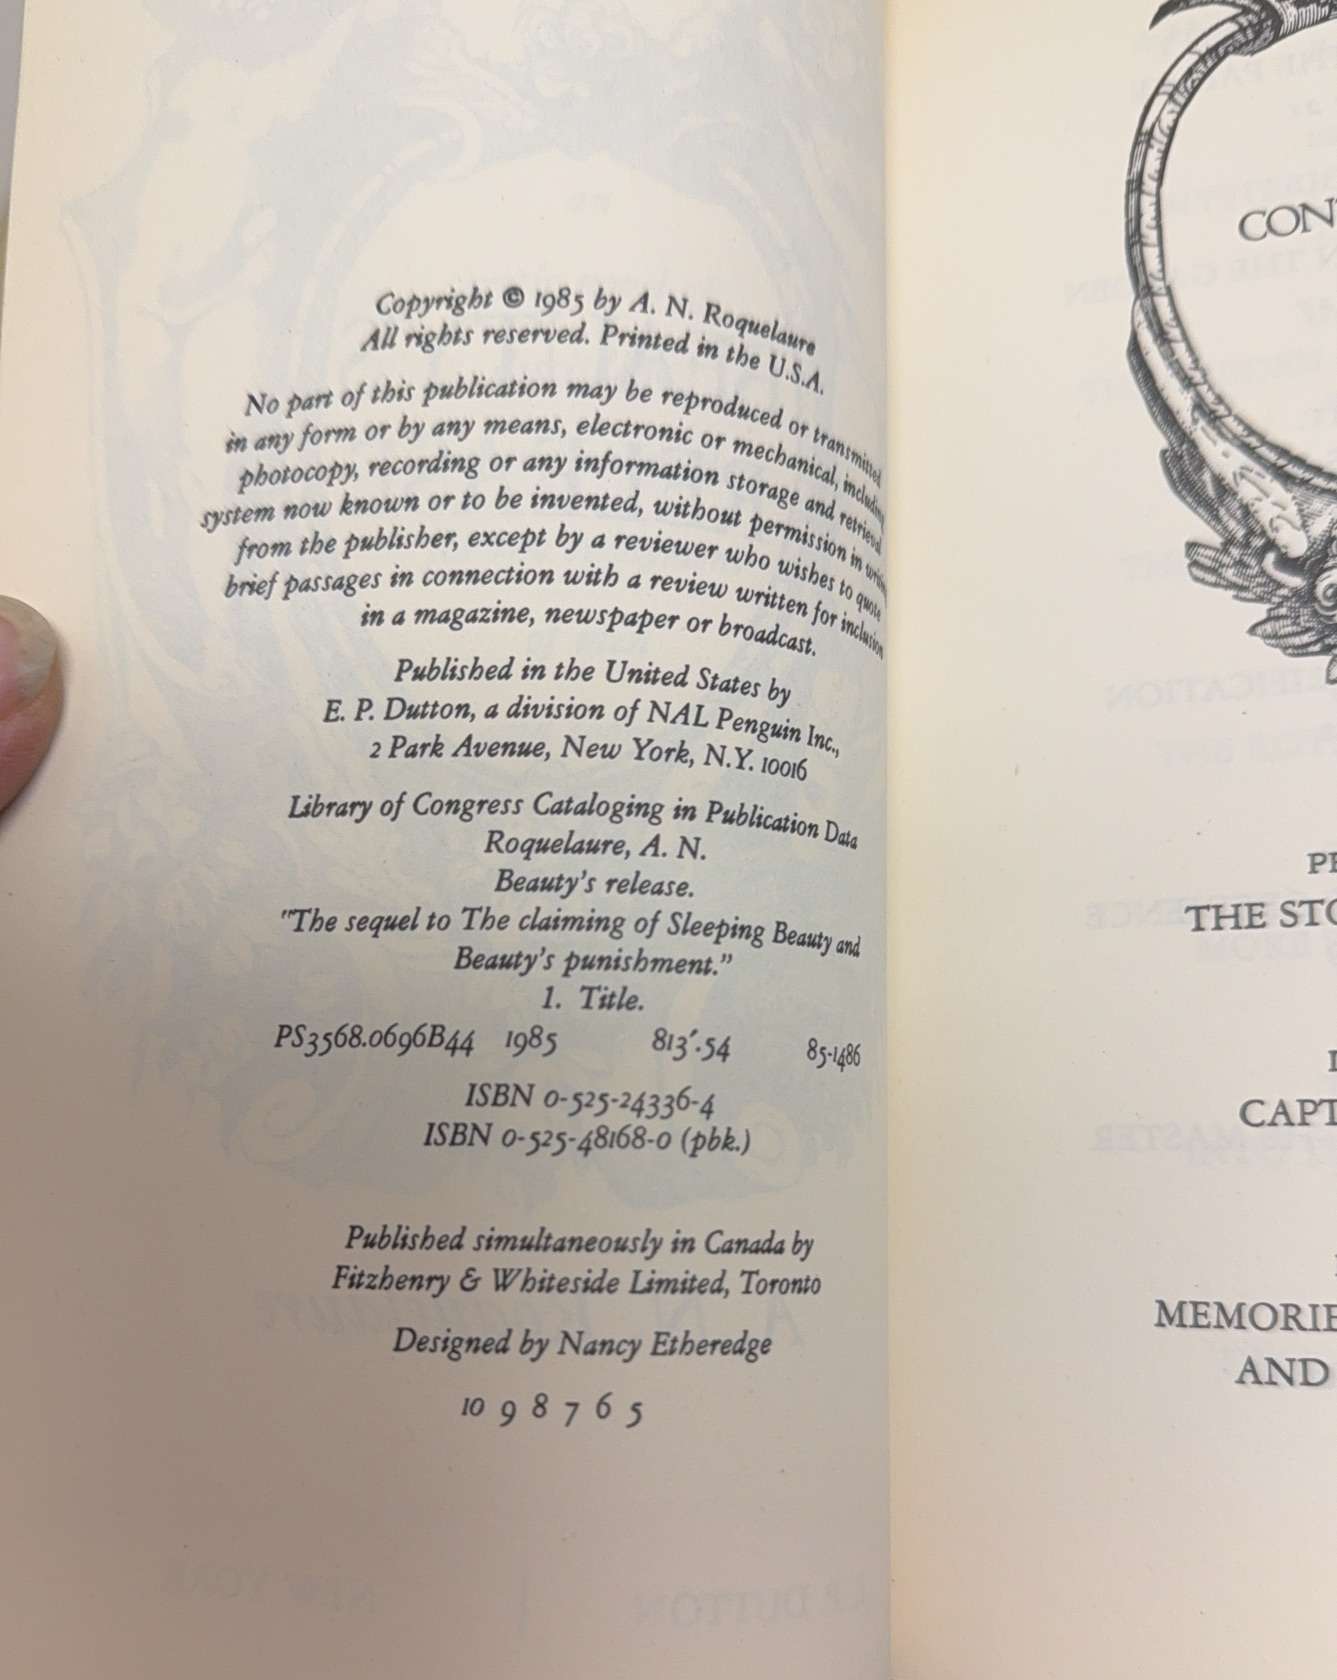 Copyright © 1985 by A. N. Roquelaure
All rights reserved. Printed in the U.S.A.
No part of this publication may be reproduced or transmitted
in any form or by any means, electronic or mechanical, including
photocopy, recording or any information storage and retrieval
system now known or to be invented, without permission in writing
from the publisher, except by a reviewer who wishes to quote
brief passages in connection with a review written for inclusion
in a magazine, newspaper or broadcast.
Published in the United States by
E. P. Dutton, a division of NAL Penguin Inc.,
2 Park Avenue, New York, N.Y. 10016
Library of Congress Cataloging in Publication Data
Roquelaure, A. N.
Beauty's release.
"The sequel to The claiming of Sleeping Beauty and
Beauty's punishment."
1. Title.
PS3568.0696B44 1985 813'.54 85-1486
ISBN 0-525-24336-4
ISBN 0-525-48168-0 (pbk.)
Published simultaneously in Canada by
Fitzhenry & Whiteside Limited, Toronto
Designed by Nancy Etheredge
10 9 8 7 6 5
CON
THE STO
CAPT
MEMORIE
AND